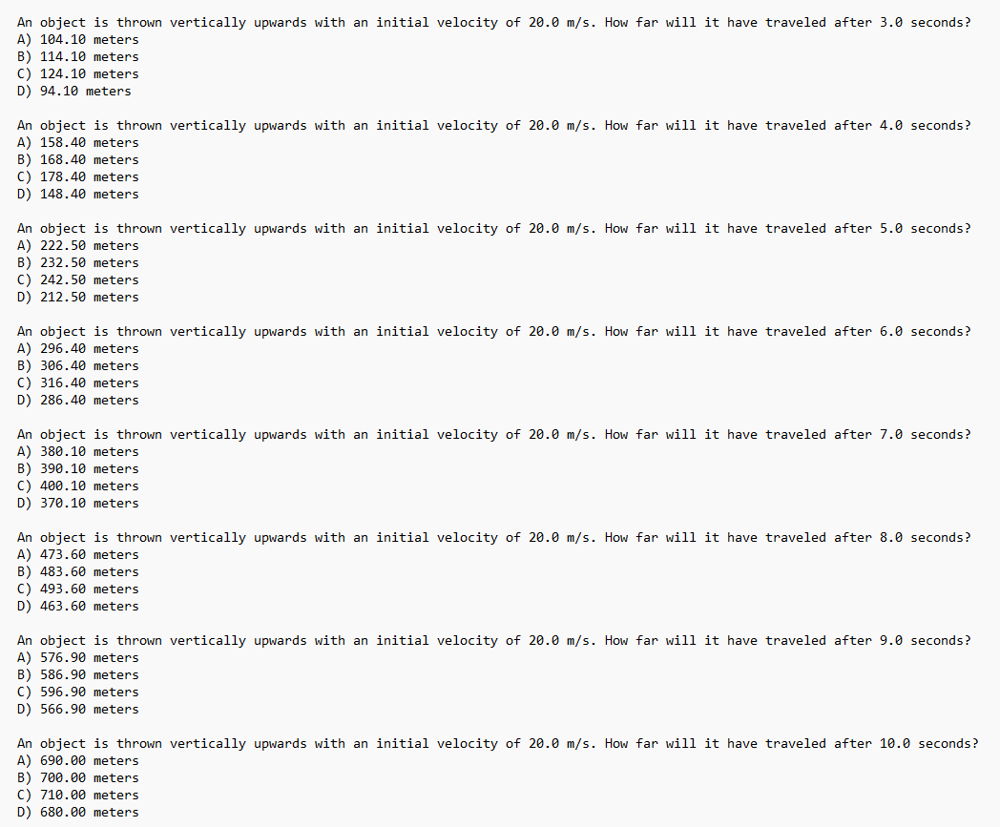 An object is thrown vertically upwards with an initial velocity of 20.0 m/s. How far will it have traveled after 3.0 seconds?
A) 104.10 meters
B) 114.10 meters
C) 124.10 meters
D) 94.10 meters
An object is thrown vertically upwards with an initial velocity of 20.0 m/s. How far will it have traveled after 4.0 seconds?
A) 158.40 meters
B) 168.40 meters
C) 178.40 meters
D) 148.40 meters
An object is thrown vertically upwards with an initial velocity of 20.0 m/s. How far will it have traveled after 5.0 seconds?
A) 222.50 meters
B) 232.50 meters
C) 242.50 meters
D) 212.50 meters
An object is thrown vertically upwards with an initial velocity of 20.0 m/s. How far will it have traveled after 6.0 seconds?
A) 296.40 meters
B) 306.40 meters
C) 316.40 meters
D) 286.40 meters
An object is thrown vertically upwards with an initial velocity of 20.0 m/s. How far will it have traveled after 7.0 seconds?
A) 380.10 meters
B) 390.10 meters
C) 400.10 meters
D) 370.10 meters
An object is thrown vertically upwards with an initial velocity of 20.0 m/s. How far will it have traveled after 8.0 seconds?
A) 473.60 meters
B) 483.60 meters
C) 493.60 meters
D) 463.60 meters
An object is thrown vertically upwards with an initial velocity of 20.0 m/s. How far will it have traveled after 9.0 seconds?
A) 576.90 meters
B) 586.90 meters
C) 596.90 meters
D) 566.90 meters
An object is thrown vertically upwards with an initial velocity of 20.0 m/s. How far will it have traveled after 10.0 seconds?
A) 690.00 meters
B) 700.00 meters
C) 710.00 meters
D) 680.00 meters